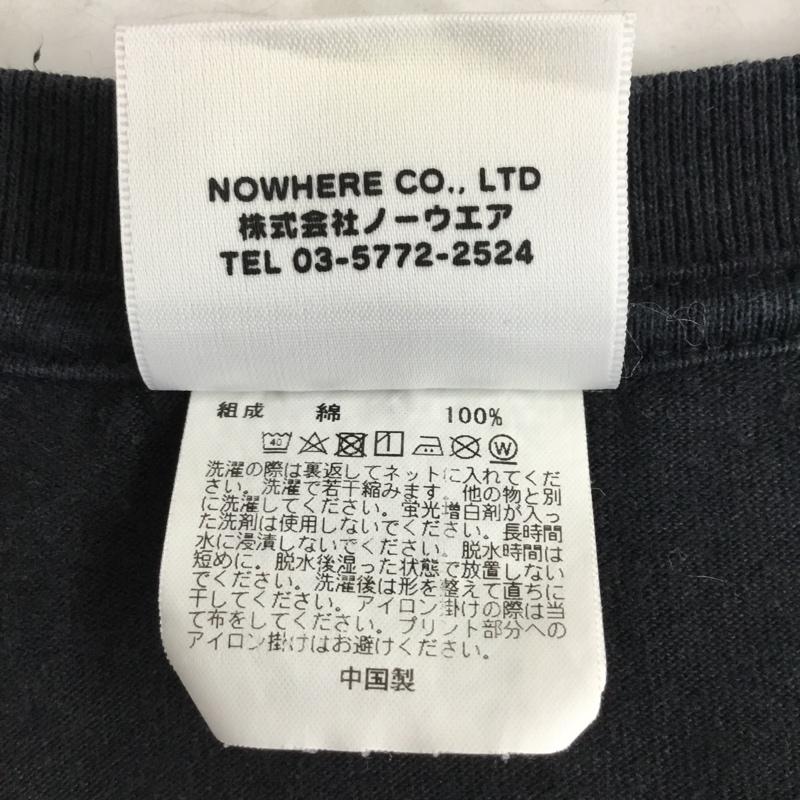 NOWHERE CO., LTD
株式会社ノーウエア
TEL 03-5772-2524
組成 綿 100%
40 W
洗濯の際は裏返してネットに入れてくだ
さい。洗濯で若干縮みます。他の物と別
に洗濯してください。蛍光増白剤が入っ
た洗剤は使用しないでください。長時間
水に浸漬しないでください。脱水時間は
短めに。脱水後湿った状態で放置しない
でください。洗濯後は形を整えて直ちに
干してください。アイロン掛けの際は当
て布をしてください。プリント部分への
アイロン掛けはお避けください。
中国製